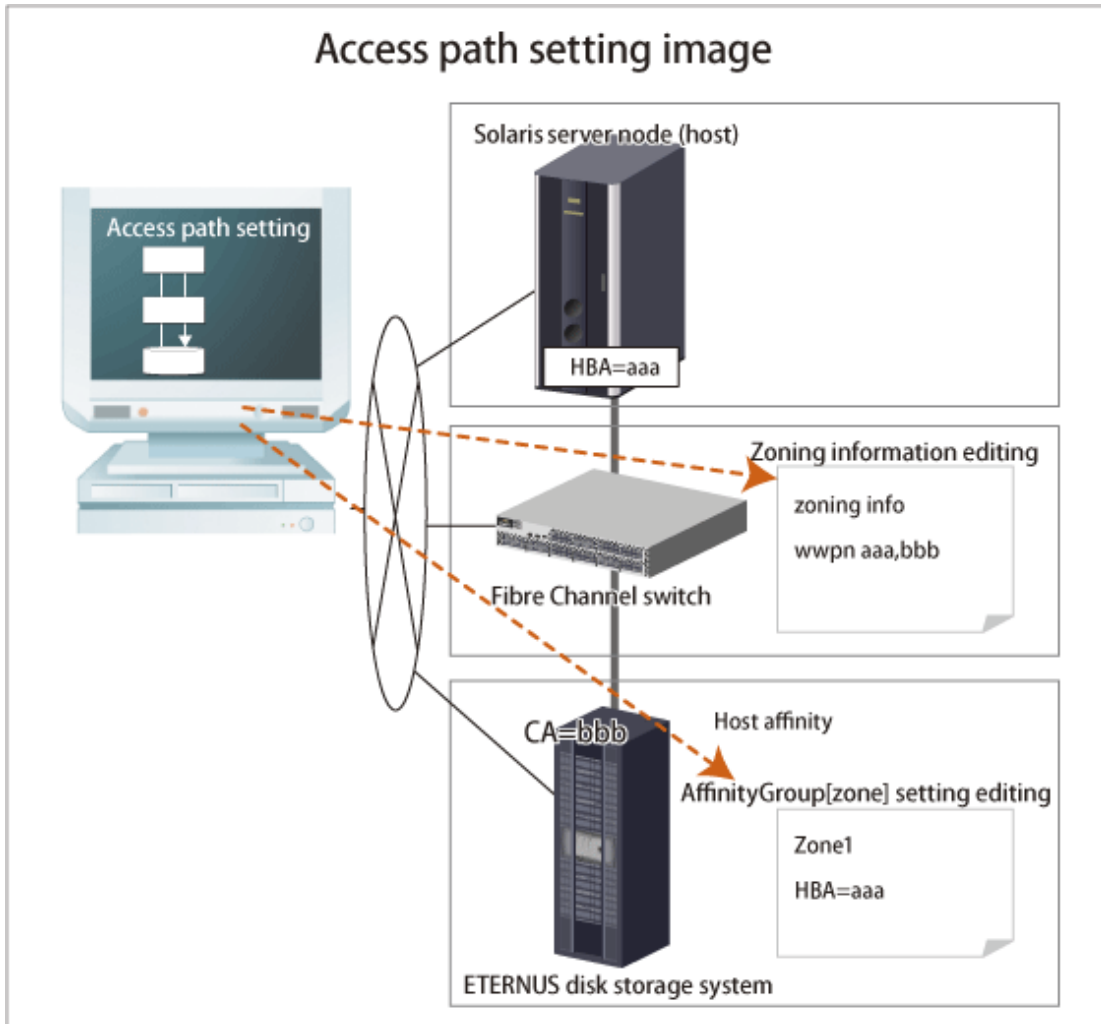 Access path setting image
Solaris server node (host)
Access path setting
HBA=aaa
Zoning information editing
zoning info
wwpn aaa,bbb
Fibre Channel switch
Host affinity
CA=bbb
AffinityGroup[zone] setting editing
Zone1
HBA=aaa
ETERNUS disk storage system